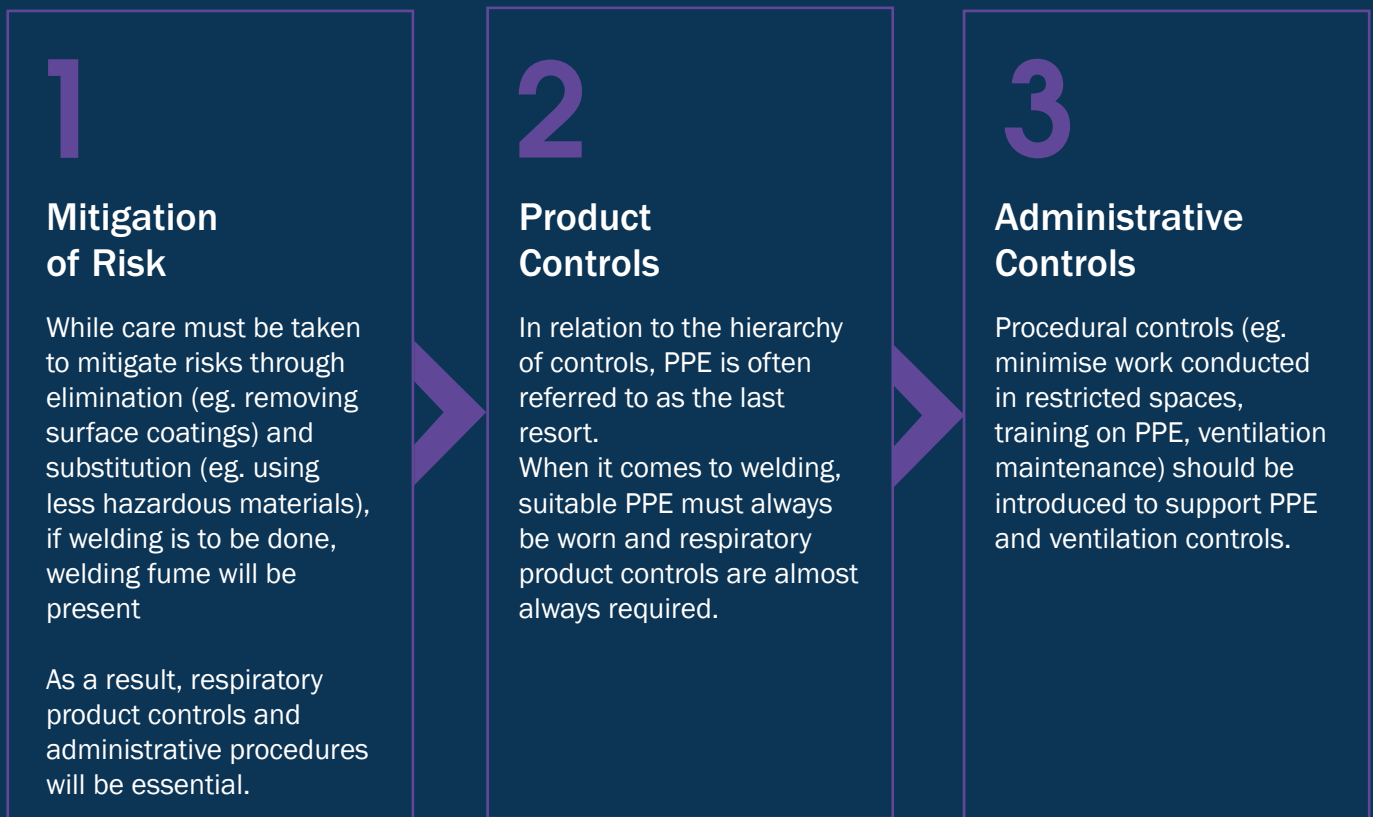 1
Mitigation
of Risk
While care must be taken
to mitigate risks through
elimination (eg. removing
surface coatings) and
substitution (eg. using
less hazardous materials),
if welding is to be done,
welding fume will be
present
As a result, respiratory
product controls and
administrative procedures
will be essential.
2
Product
Controls
In relation to the hierarchy
of controls, PPE is often
referred to as the last
resort.
When it comes to welding,
suitable PPE must always
be worn and respiratory
product controls are almost
always required.
3
Administrative
Controls
Procedural controls (eg.
minimise work conducted
in restricted spaces,
training on PPE, ventilation
maintenance) should be
introduced to support PPE
and ventilation controls.